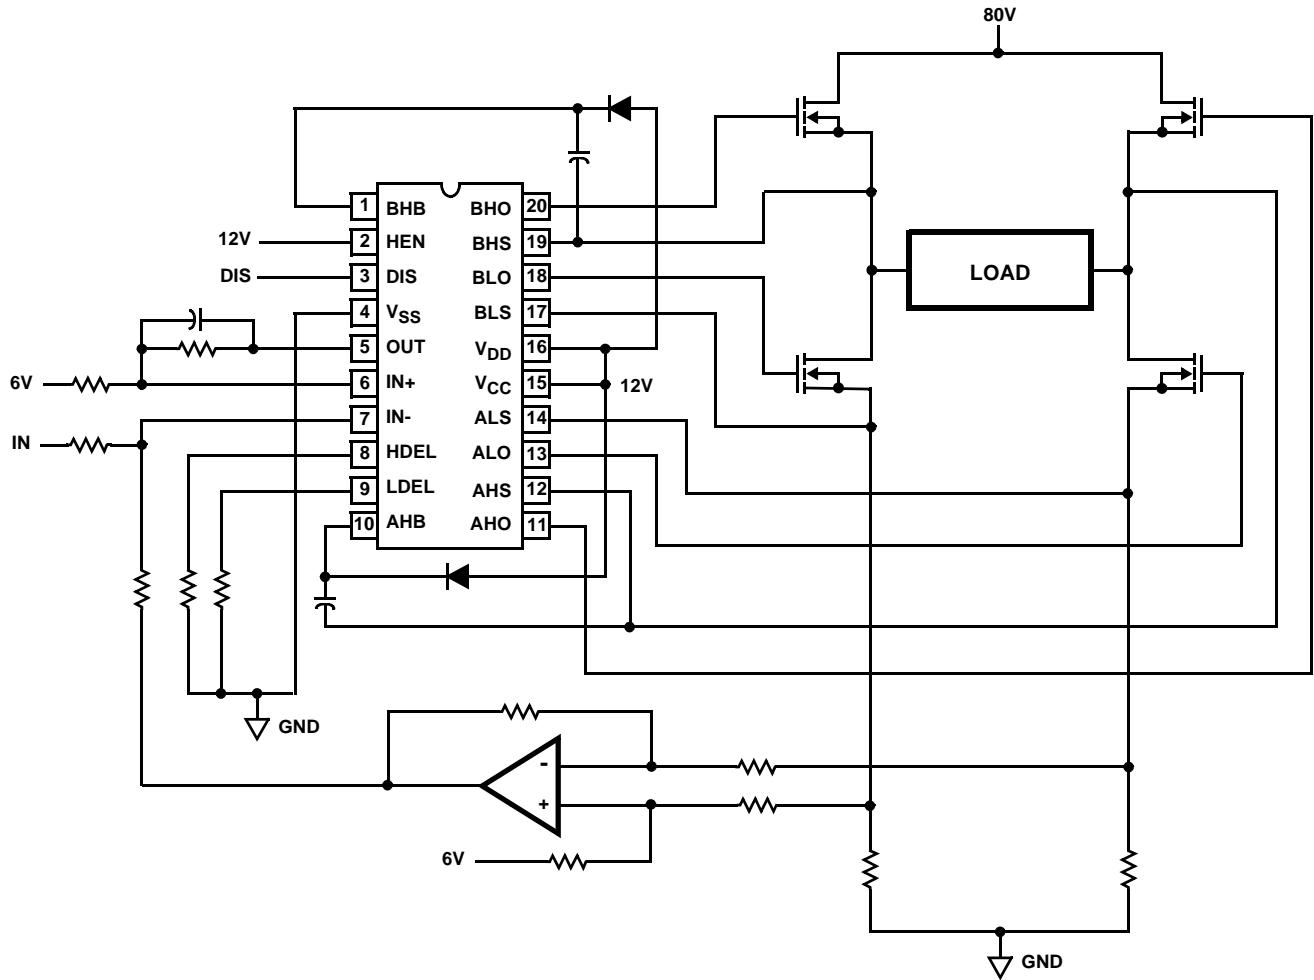 80V
1 BHB BHO 20
12V 2 HEN BHS 19
DIS 3 DIS BLO 18
LOAD
4 VSS BLS 17
5 OUT VDD 16
6V 6 IN+ VCC 15 12V
7 IN- ALS 14
IN
8 HDEL ALO 13
9 LDEL AHS 12
10 AHB AHO 11
GND
-
+
6V
GND